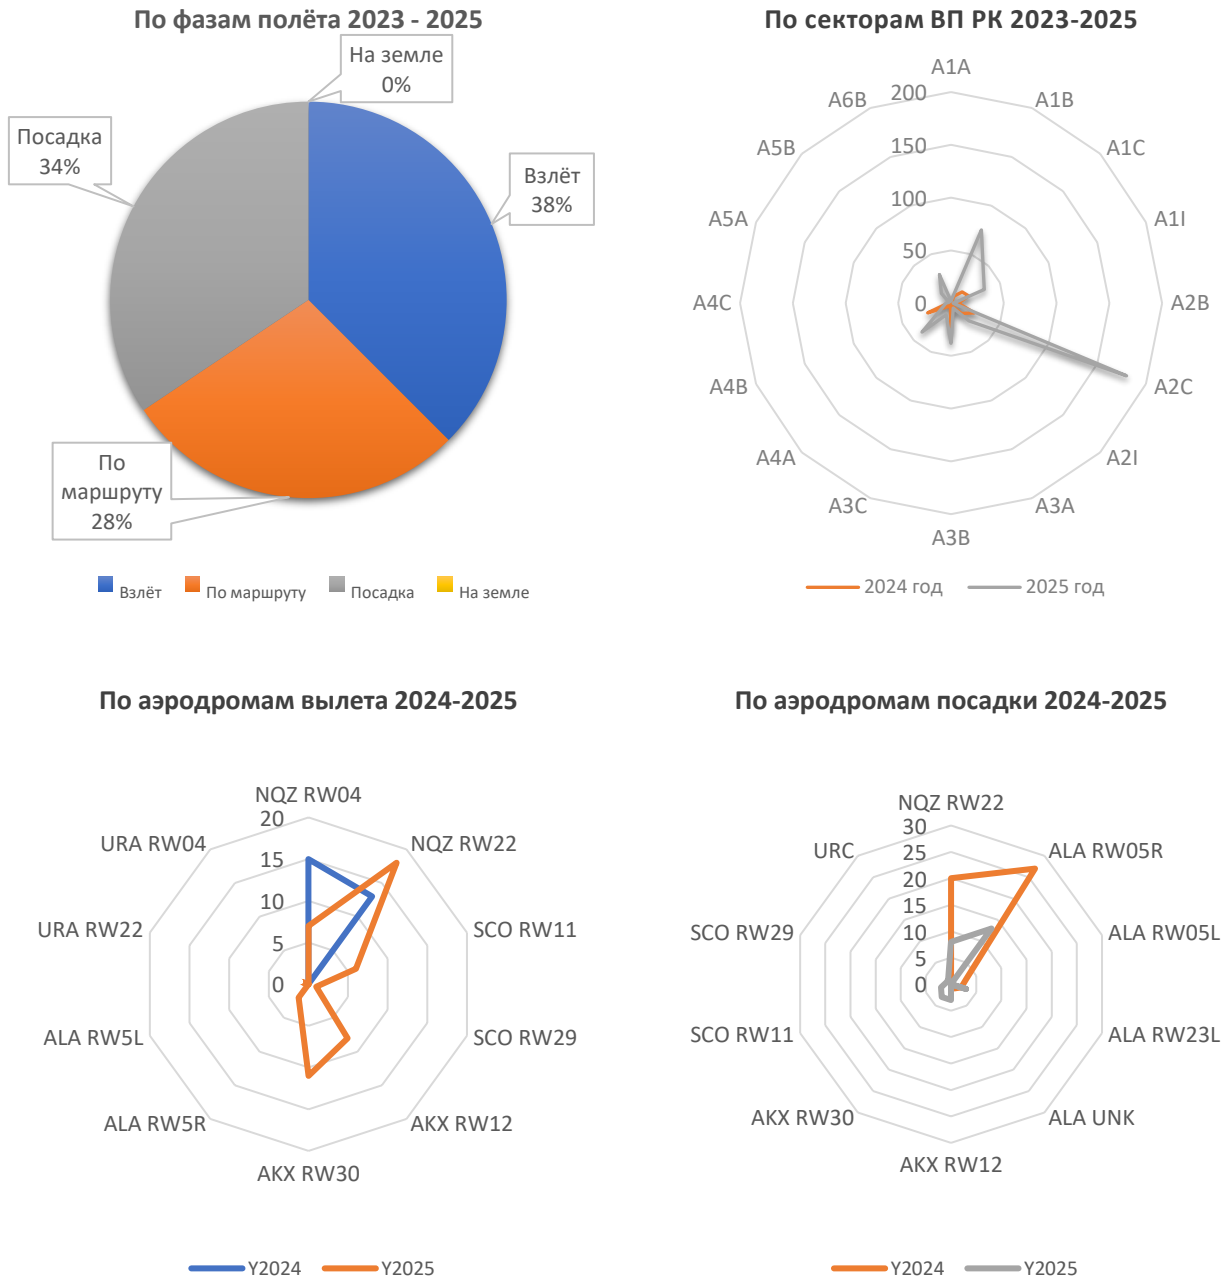 По фазам полёта 2023 - 2025
На земле
0%
Посадка
34%
Взлёт
38%
По
маршруту
28%
Взлёт По маршруту Посадка На земле
По секторам ВП РК 2023-2025
A1A
A1B
A1C
A1I
A2B
A2C
A2I
A3A
A3B
A3C
A4A
A4B
A4C
A5A
A5B
A6B
200
150
100
50
0
2024 год 2025 год
По аэродромам вылета 2024-2025
NQZ RW04
NQZ RW22
SCO RW11
SCO RW29
AKX RW12
AKX RW30
ALA RW5R
ALA RW5L
URA RW22
URA RW04
20
15
10
5
0
Y2024 Y2025
По аэродромам посадки 2024-2025
NQZ RW22
ALA RW05R
ALA RW05L
ALA RW23L
ALA UNK
AKX RW12
AKX RW30
SCO RW11
SCO RW29
URC
30
25
20
15
10
5
0
Y2024 Y2025